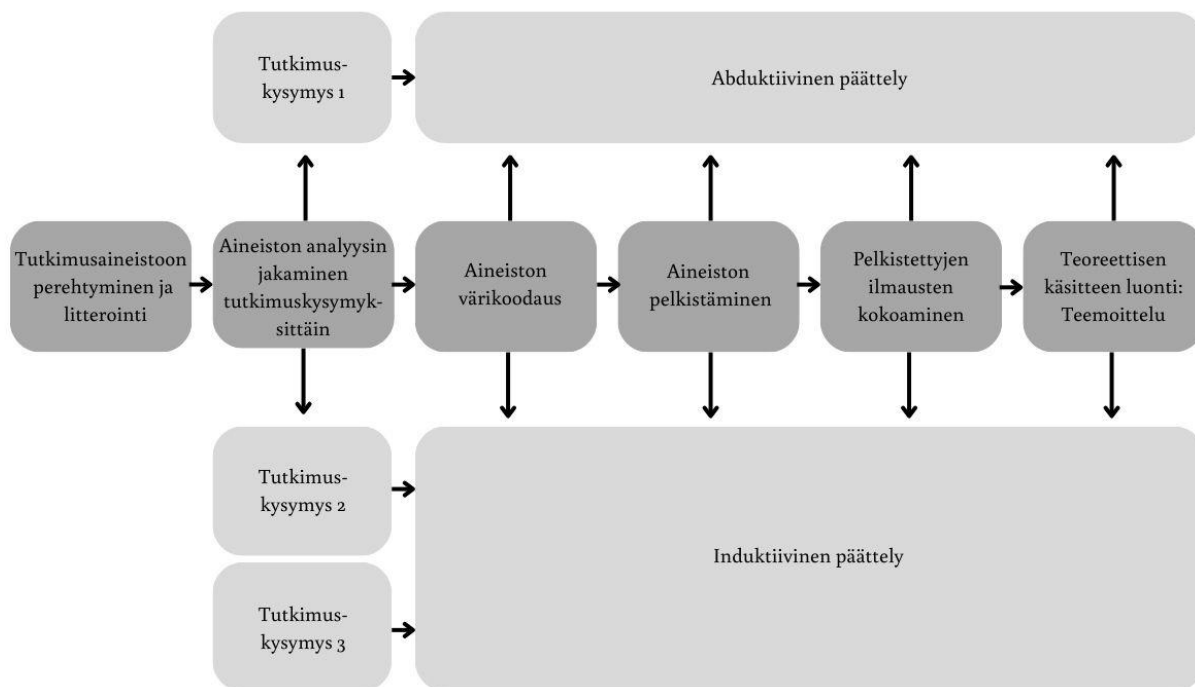 Tutkimus-
kysymys 1
Abduktiivinen päättely
Tutkimusaineistoon
perehtyminen ja
litterointi
Aineiston analyysin
jakaminen
tutkimuskysymyk-
sittäin
Aineiston
värikoodaus
Aineiston
pelkistäminen
Pelkistettyjen
ilmausten
kokoaminen
Teoreettisen
käsitteen luonti:
Teemoittelu
Tutkimus-
kysymys 2
Tutkimus-
kysymys 3
Induktiivinen päättely